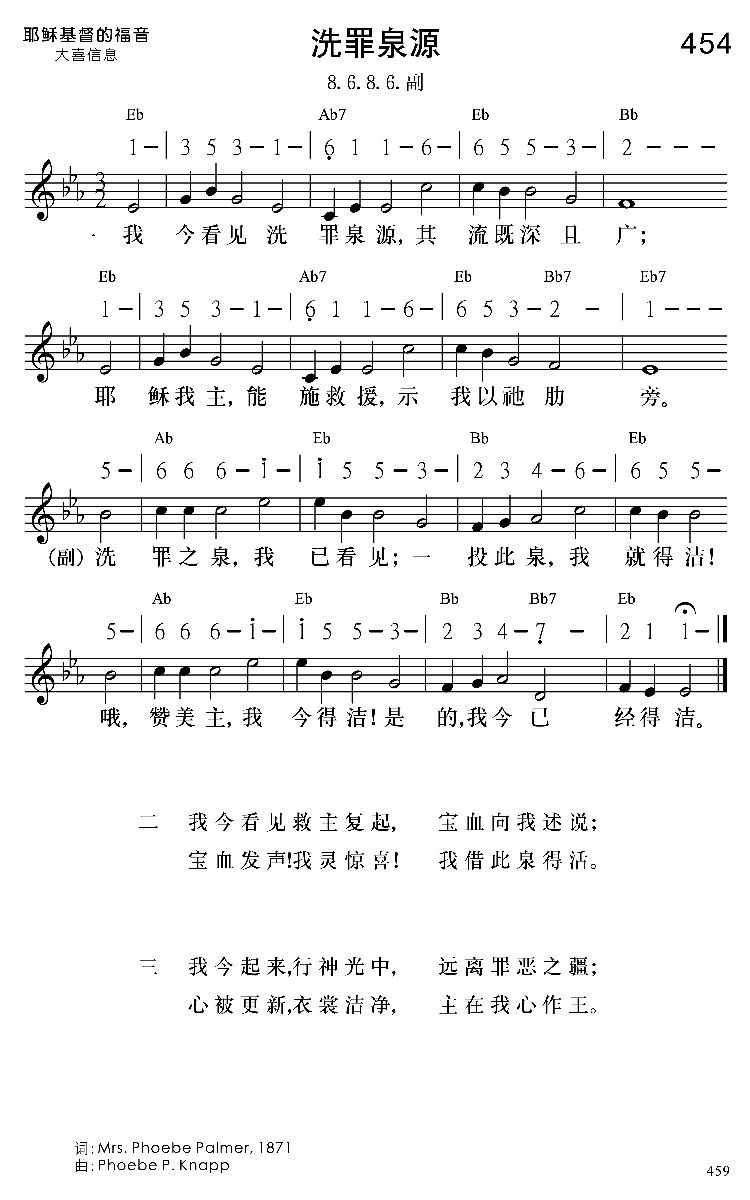 耶稣基督的福音
大喜信息
洗罪泉源
454
8.6.8.6.副
Eb Ab7 Eb Bb
1 – | 3 5 3 – 1 – | 6̣ 1 1 – 6 – | 6 5 5 – 3 – | 2 – – –
3/2
一 我 今看见 洗 罪泉源,其 流既深且 广;
Eb Ab7 Eb Bb7 Eb7
1 – | 3 5 3 – 1 – | 6̣ 1 1 – 6 – | 6 5 3 – 2 – | 1 – – –
耶 稣我主,能 施救援,示 我以祂肋 旁。
Ab Eb Bb Eb
5 – | 6 6 6 – i – | i 5 5 – 3 – | 2 3 4 – 6 – | 6 5 5 –
(副)洗 罪之泉,我 已看见;一 投此泉,我 就得洁!
Ab Eb Bb Bb7 Eb
5 – | 6 6 6 – i – | i 5 5 – 3 – | 2 3 4 – 7̣ – | 2 1 1 –
哦, 赞美主,我 今得洁!是 的,我今已 经得洁。
二 我今看见救主复起, 宝血向我述说;
宝血发声!我灵惊喜! 我借此泉得活。
三 我今起来,行神光中, 远离罪恶之疆;
心被更新,衣裳洁净, 主在我心作王。
词:Mrs. Phoebe Palmer, 1871
曲:Phoebe P. Knapp
459